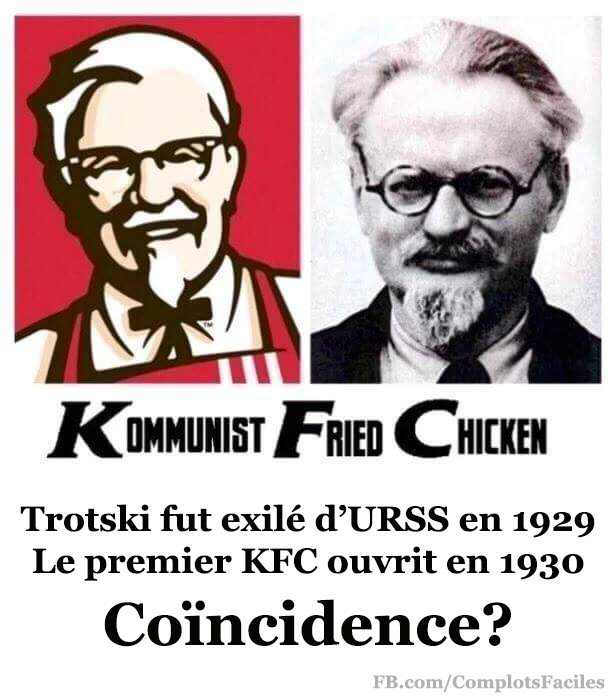 TM
KOMMUNIST FRIED CHICKEN
Trotski fut exilé d’URSS en 1929
Le premier KFC ouvrit en 1930
Coïncidence?
FB.com/ComplotsFaciles